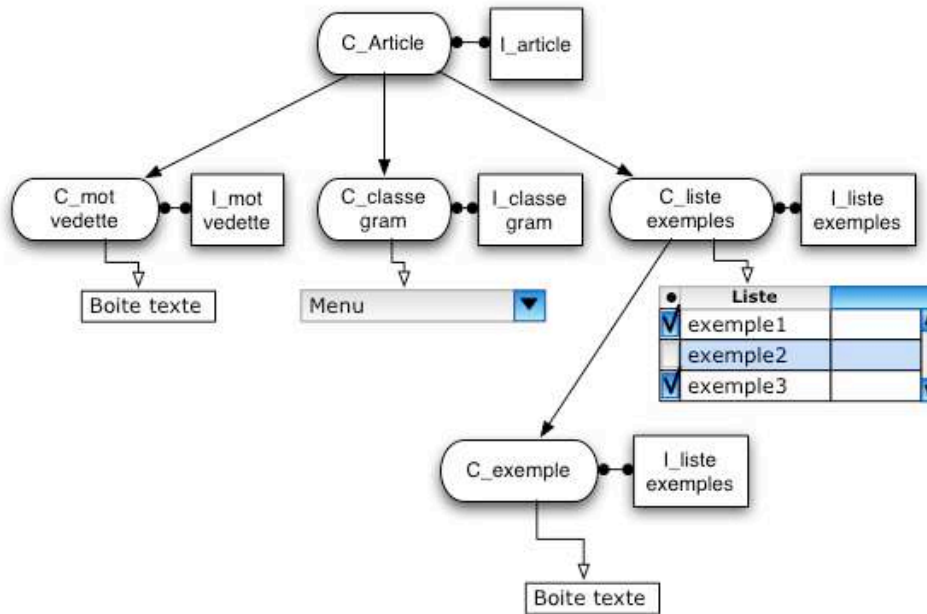 C_Article
I_article
C_mot
vedette
I_mot
vedette
C_classe
gram
I_classe
gram
C_liste
exemples
I_liste
exemples
Boite texte
Menu
Liste
exemple1
exemple2
exemple3
C_exemple
I_liste
exemples
Boite texte